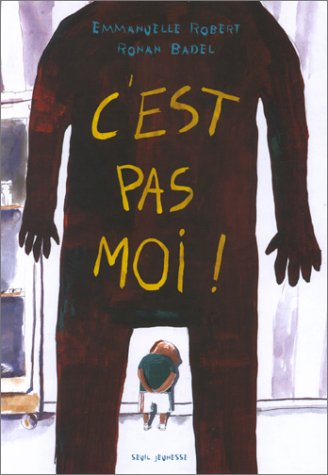 EMMANUELLE ROBERT
RONAN BADEL
C'EST
PAS
MOI !
SEUIL JEUNESSE